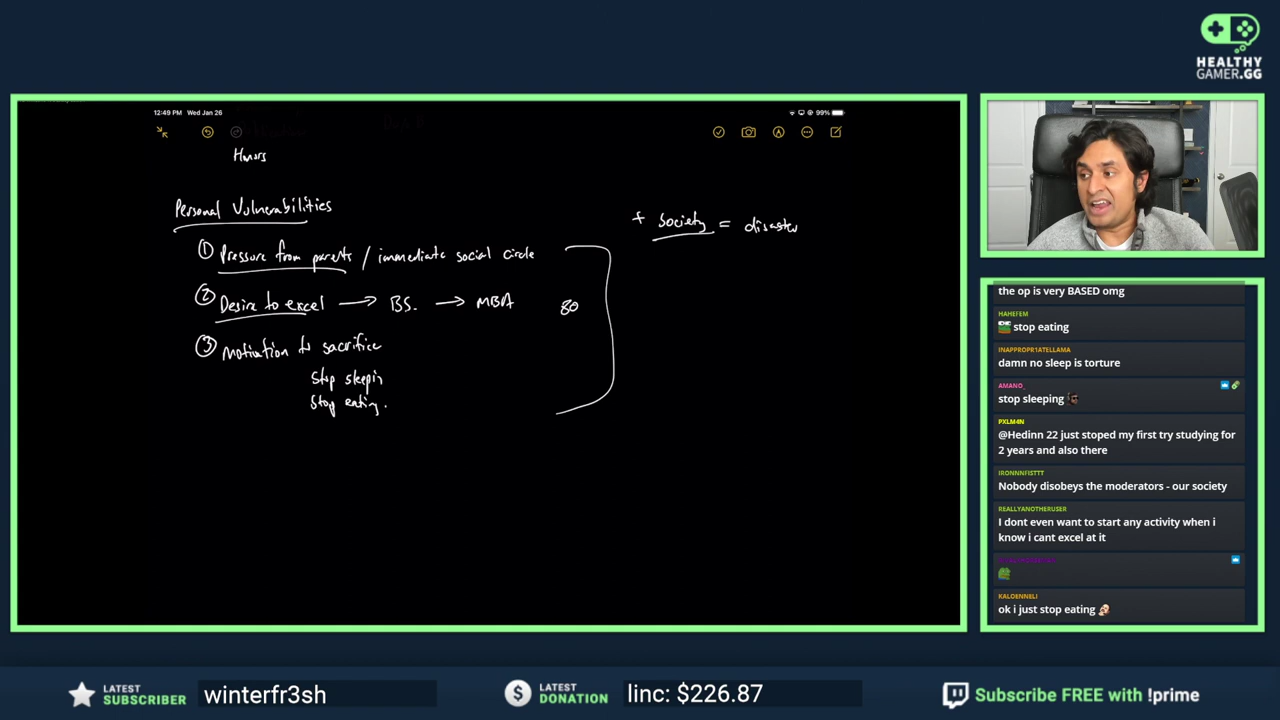 HEALTHY
GAMER.GG
12:49 PM Wed Jan 26
99%
Honors
Personal Vulnerabilities
+ Society = disaster
① Pressure from parents / immediate social circle
② Desire to excel → BS. → MBA 80
③ Motivation to sacrifice
Stop sleepin
Stop eating.
the op is very BASED omg
HAHEFEM
stop eating
INAPPROPR1ATELLAMA
damn no sleep is torture
AMANO_
stop sleeping
PXLM4N
@Hedinn 22 just stoped my first try studying for
2 years and also there
IRONNNFISTTT
Nobody disobeys the moderators - our society
REALLYANOTHERUSER
I dont even want to start any activity when i
know i cant excel at it
KALOENNELI
ok i just stop eating
LATEST
SUBSCRIBER
winterfr3sh
LATEST
DONATION
linc: $226.87
Subscribe FREE with !prime